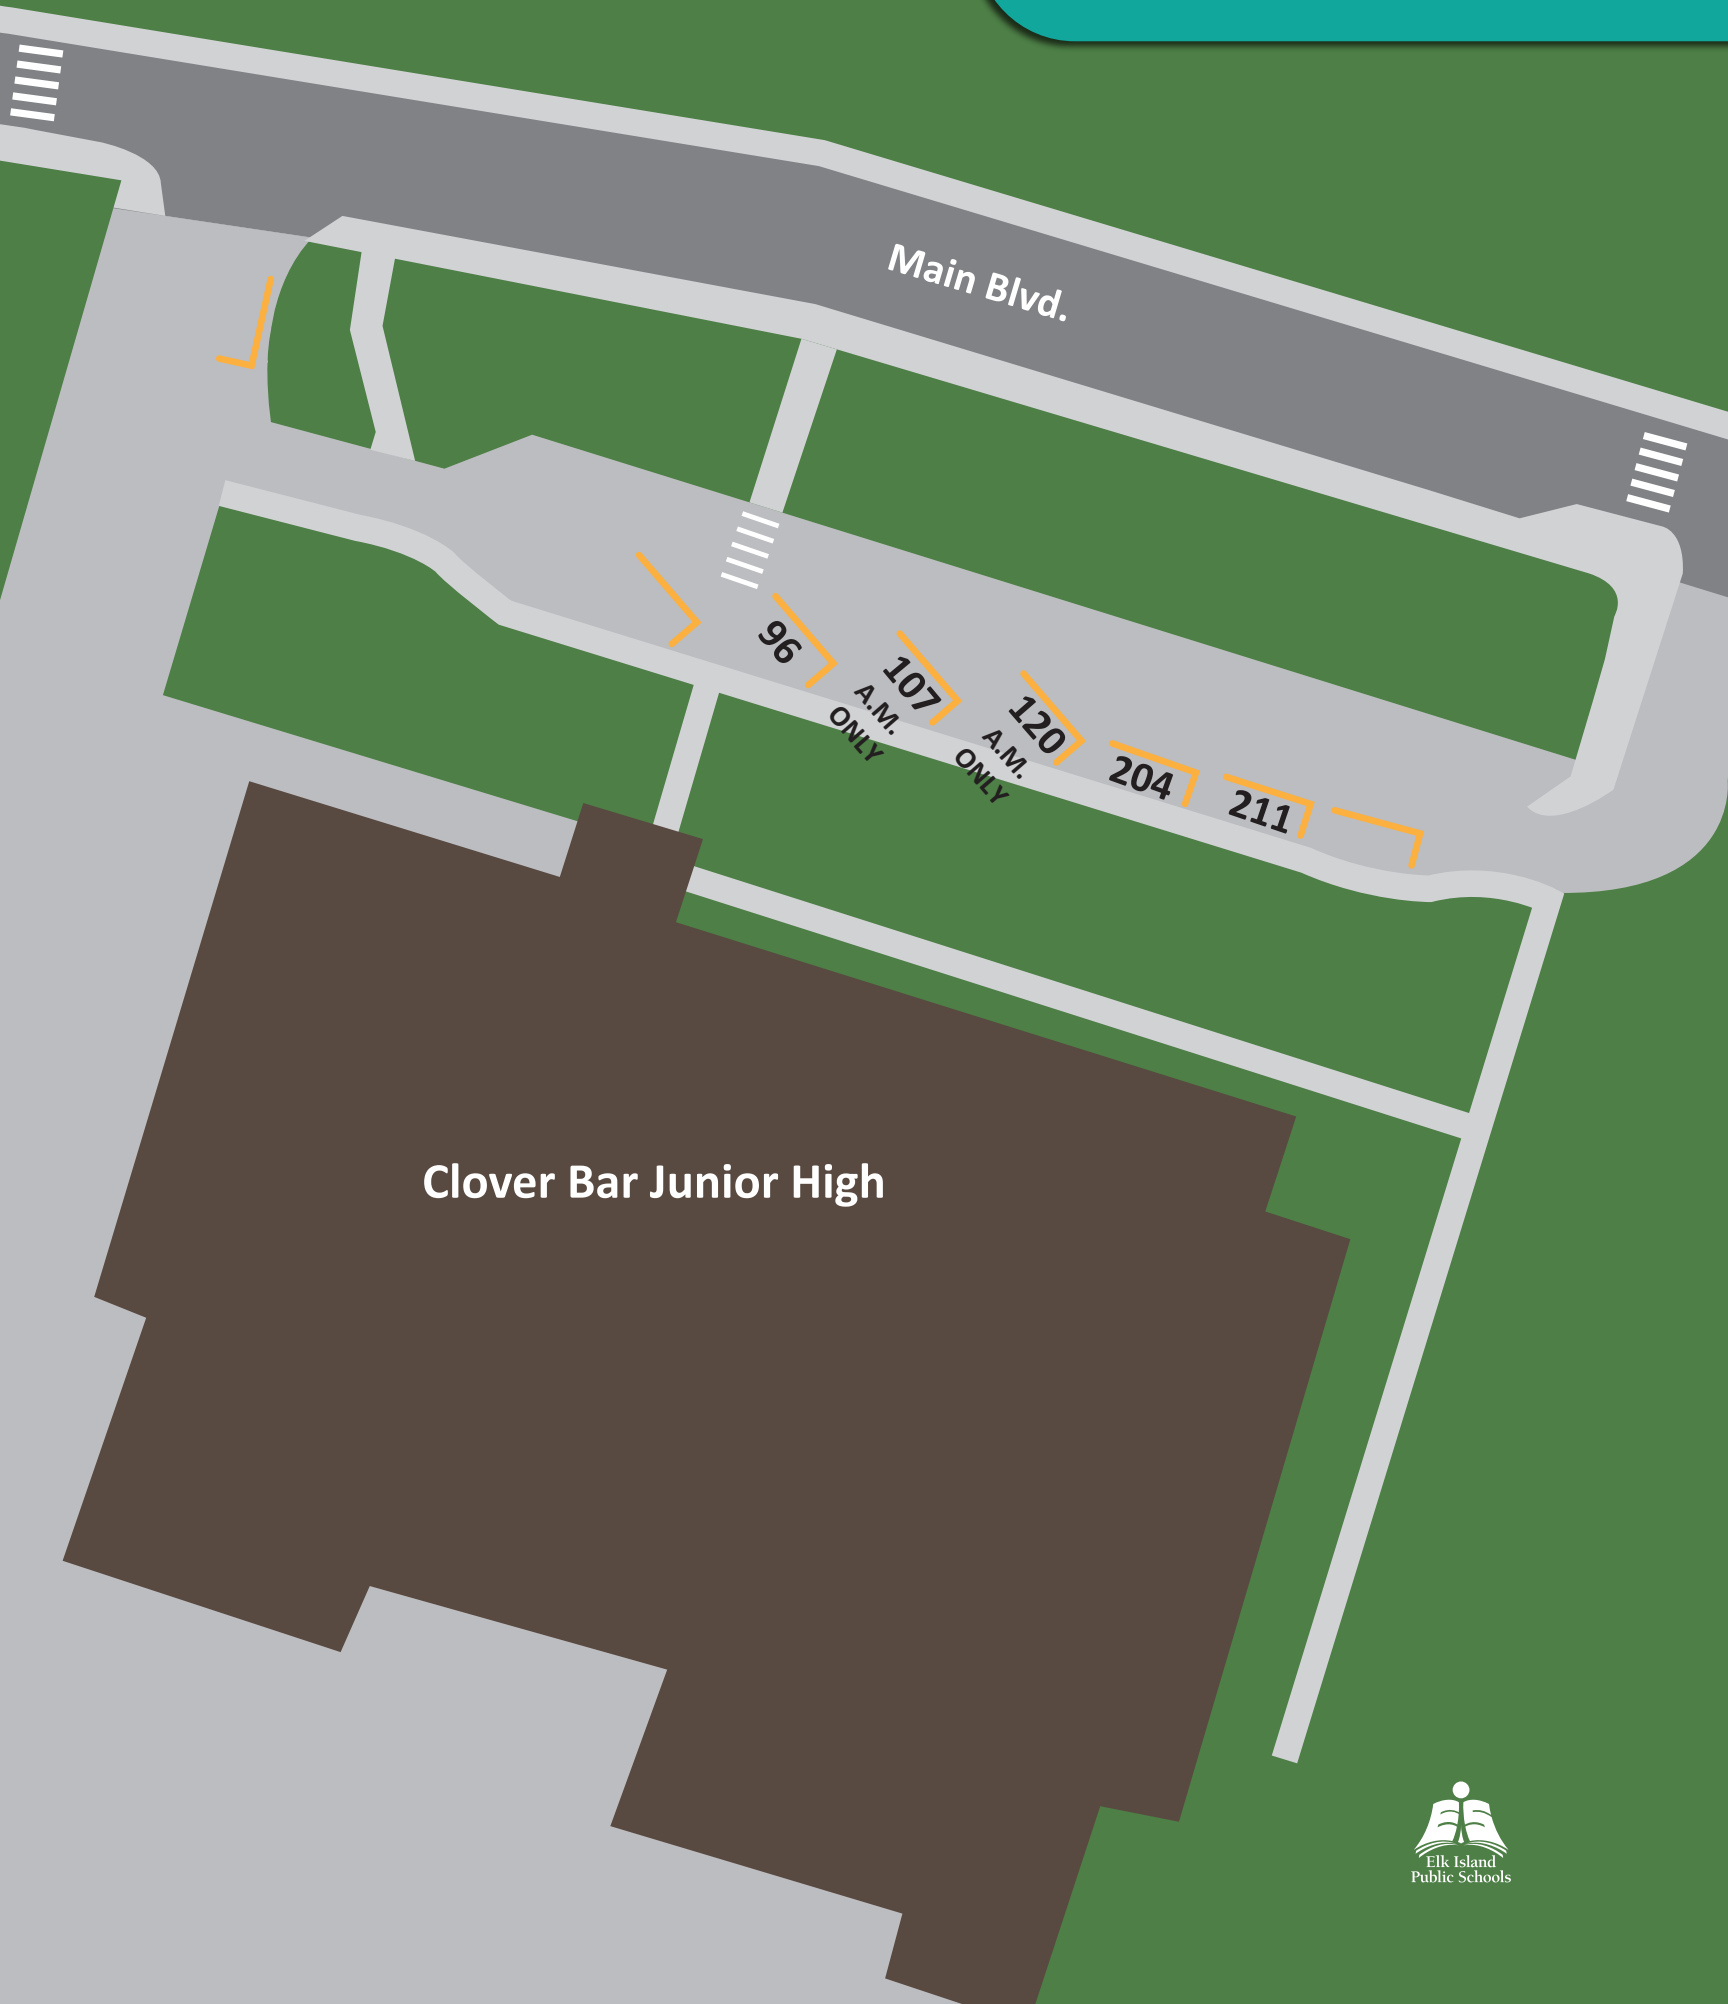 Main Blvd.
96
107
A.M.
ONLY
120
A.M.
ONLY
204
211
Clover Bar Junior High
Elk Island
Public Schools